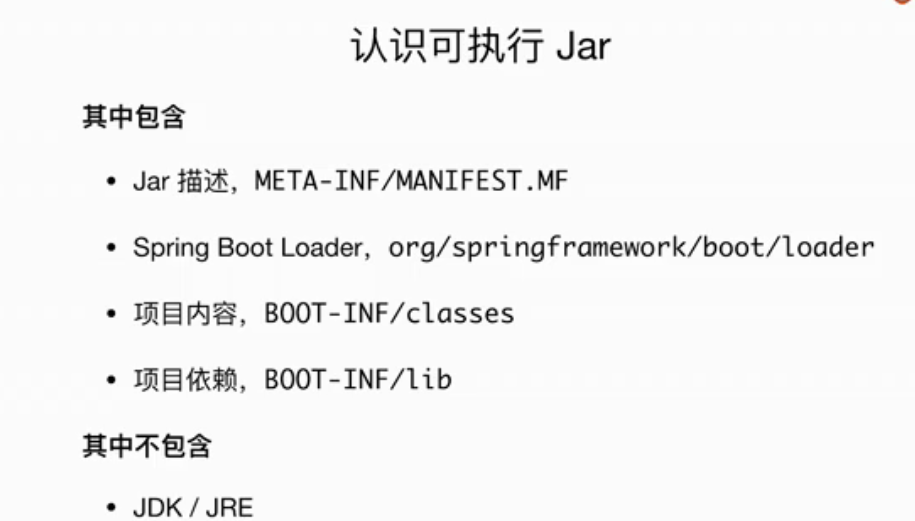 认识可执行 Jar
其中包含
• Jar 描述，META-INF/MANIFEST.MF
• Spring Boot Loader，org/springframework/boot/loader
• 项目内容，BOOT-INF/classes
• 项目依赖，BOOT-INF/lib
其中不包含
• JDK / JRE